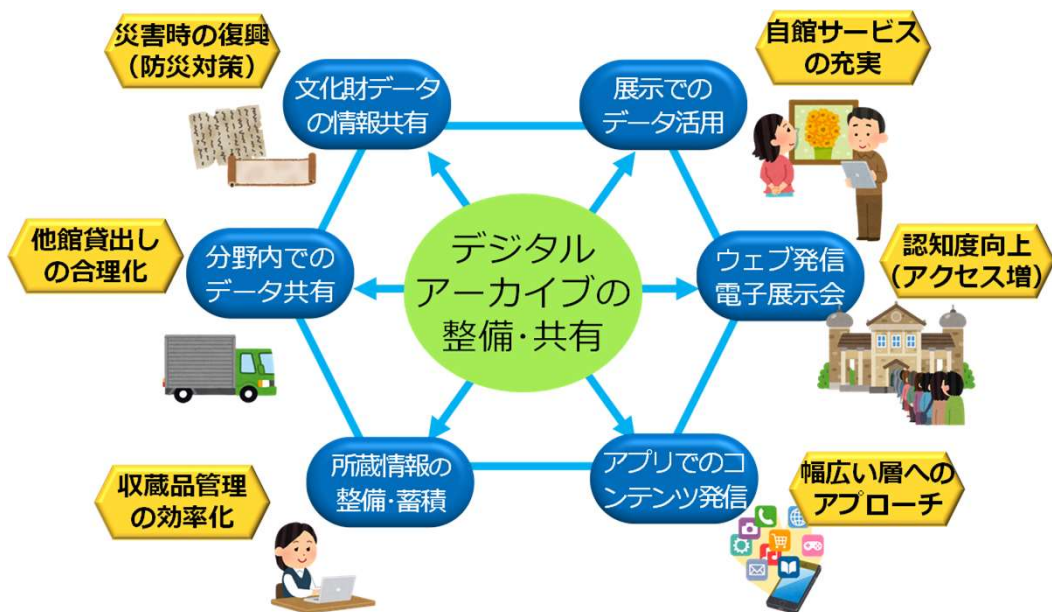 災害時の復興
(防災対策)
文化財データ
の情報共有
展示での
データ活用
自館サービス
の充実
他館貸出し
の合理化
分野内での
データ共有
デジタル
アーカイブの
整備・共有
ウェブ発信
電子展示会
認知度向上
(アクセス増)
収蔵品管理
の効率化
所蔵情報の
整備・蓄積
アプリでのコ
ンテンツ発信
幅広い層への
アプローチ